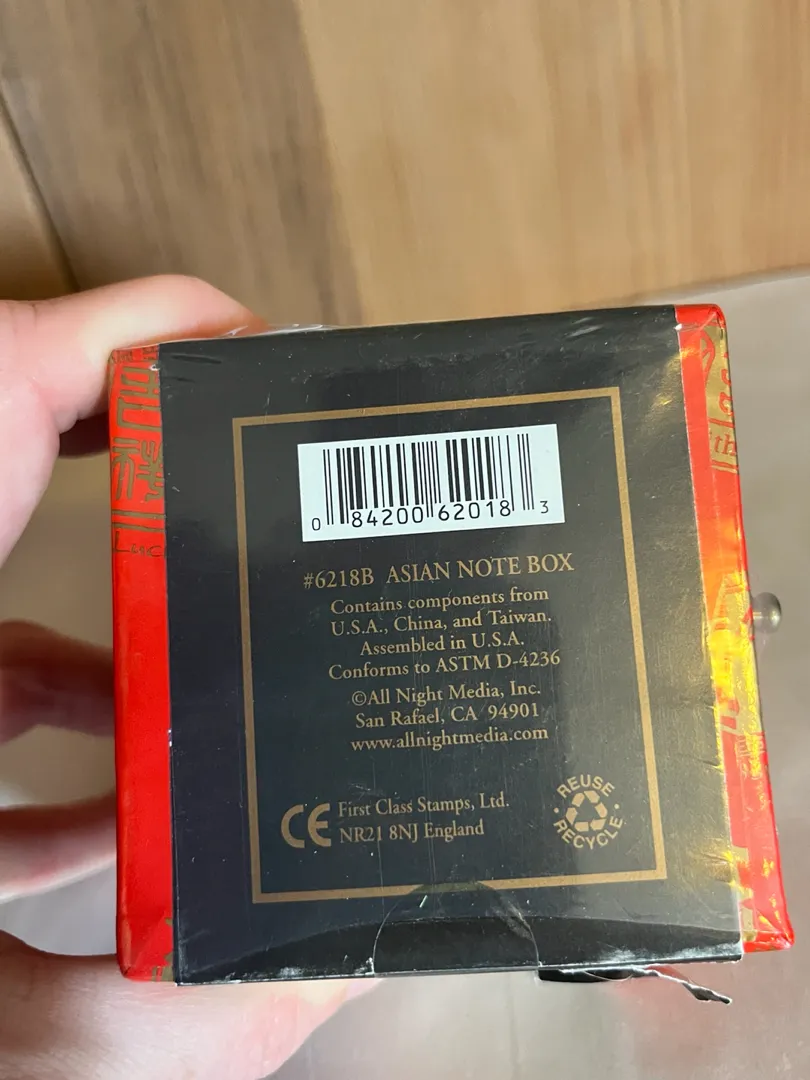 0 84200 62018 3
#6218B ASIAN NOTE BOX
Contains components from
U.S.A., China, and Taiwan.
Assembled in U.S.A.
Conforms to ASTM D-4236
©All Night Media, Inc.
San Rafael, CA 94901
www.allnightmedia.com
CE
First Class Stamps, Ltd.
NR21 8NJ England
REUSE
RECYCLE